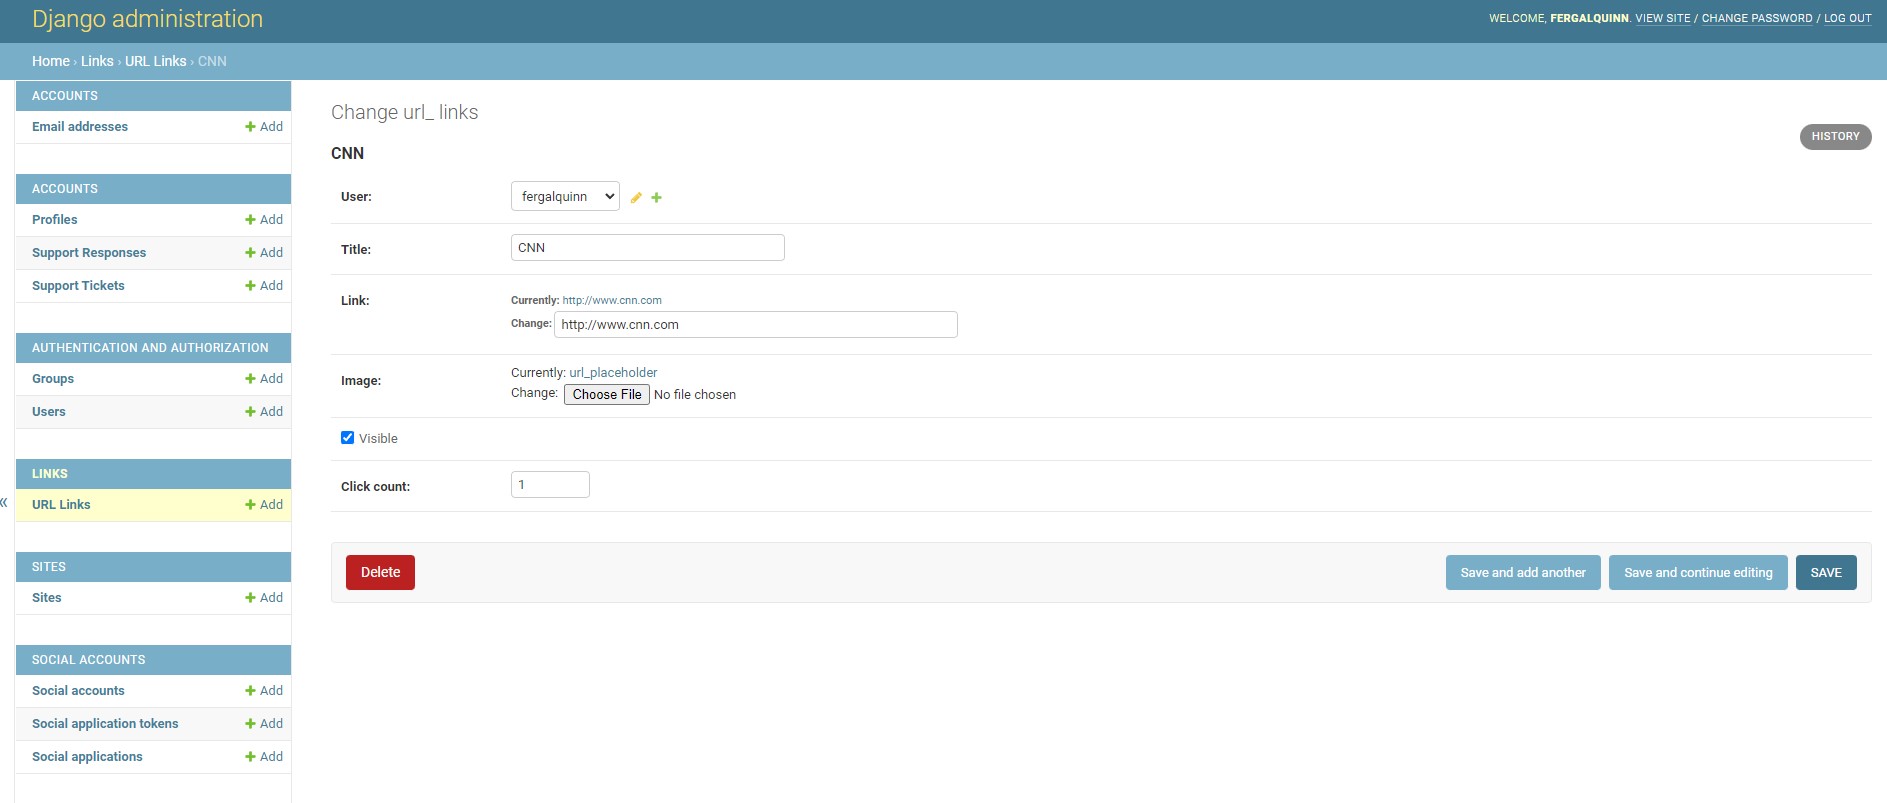 Django administration
WELCOME, FERGALQUINN. VIEW SITE / CHANGE PASSWORD / LOG OUT
Home › Links › URL Links › CNN
ACCOUNTS
Email addresses + Add
ACCOUNTS
Profiles + Add
Support Responses + Add
Support Tickets + Add
AUTHENTICATION AND AUTHORIZATION
Groups + Add
Users + Add
LINKS
URL Links + Add
SITES
Sites + Add
SOCIAL ACCOUNTS
Social accounts + Add
Social application tokens + Add
Social applications + Add
«
Change url_ links
HISTORY
CNN
User: fergalquinn
Title: CNN
Link: Currently: http://www.cnn.com
Change: http://www.cnn.com
Image: Currently: url_placeholder
Change: Choose File No file chosen
Visible
Click count: 1
Delete Save and add another Save and continue editing SAVE